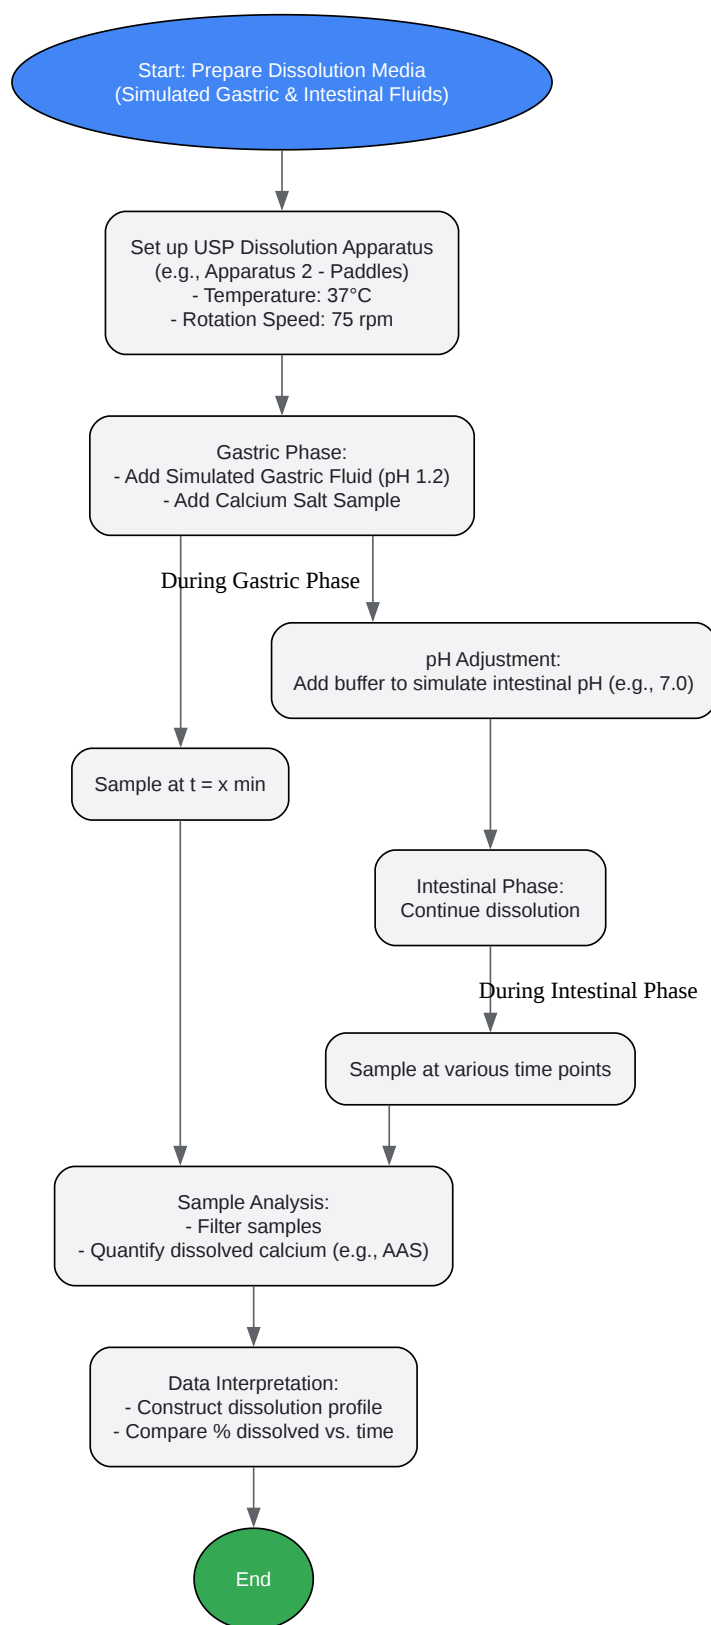 Start: Prepare Dissolution Media
(Simulated Gastric & Intestinal Fluids)
Set up USP Dissolution Apparatus
(e.g., Apparatus 2 - Paddles)
- Temperature: 37°C
- Rotation Speed: 75 rpm
Gastric Phase:
- Add Simulated Gastric Fluid (pH 1.2)
- Add Calcium Salt Sample
During Gastric Phase
pH Adjustment:
Add buffer to simulate intestinal pH (e.g., 7.0)
Sample at t = x min
Intestinal Phase:
Continue dissolution
During Intestinal Phase
Sample at various time points
Sample Analysis:
- Filter samples
- Quantify dissolved calcium (e.g., AAS)
Data Interpretation:
- Construct dissolution profile
- Compare % dissolved vs. time
End